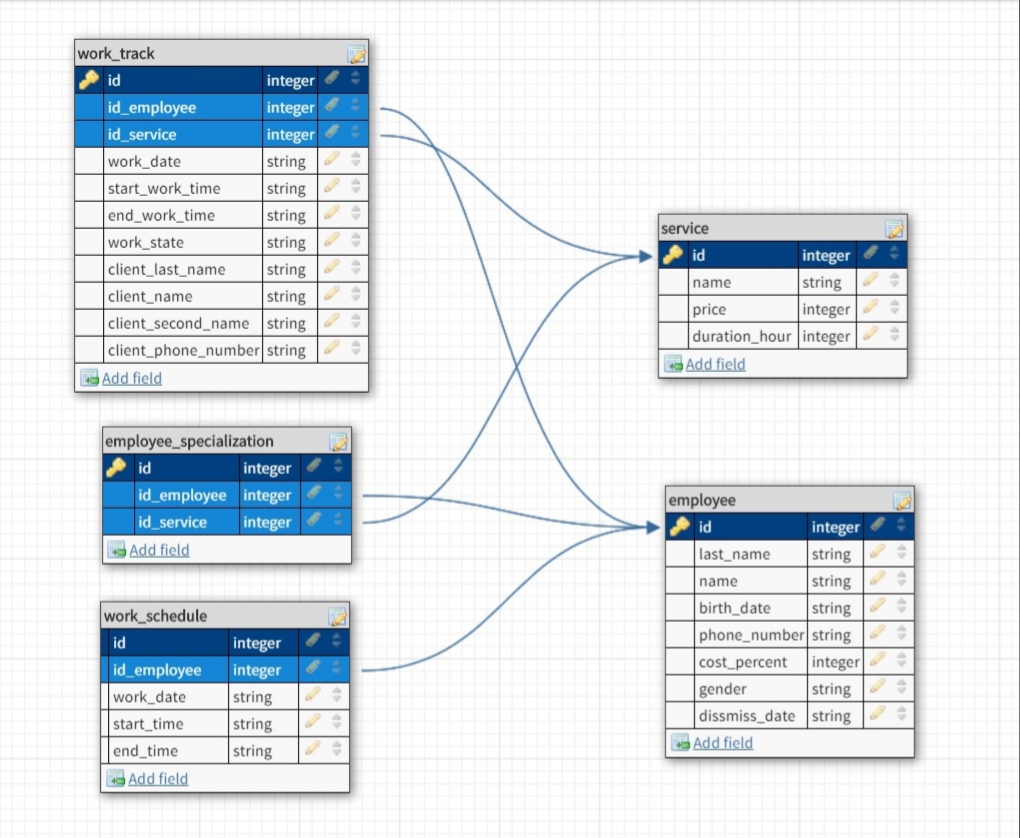 work_track
id integer
id_employee integer
id_service integer
work_date string
start_work_time string
end_work_time string
work_state string
client_last_name string
client_name string
client_second_name string
client_phone_number string
Add field
employee_specialization
id integer
id_employee integer
id_service integer
Add field
work_schedule
id integer
id_employee integer
work_date string
start_time string
end_time string
Add field
service
id integer
name string
price integer
duration_hour integer
Add field
employee
id integer
last_name string
name string
birth_date string
phone_number string
cost_percent integer
gender string
dissmiss_date string
Add field